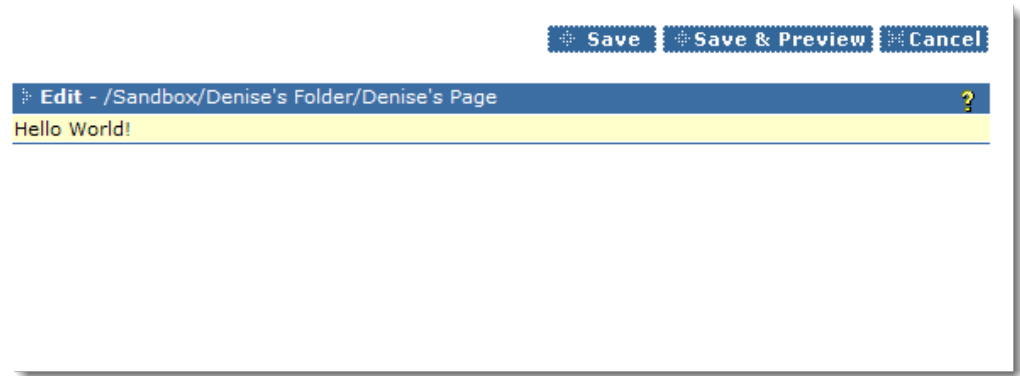 Save Save & Preview Cancel
Edit - /Sandbox/Denise's Folder/Denise's Page ?
Hello World!